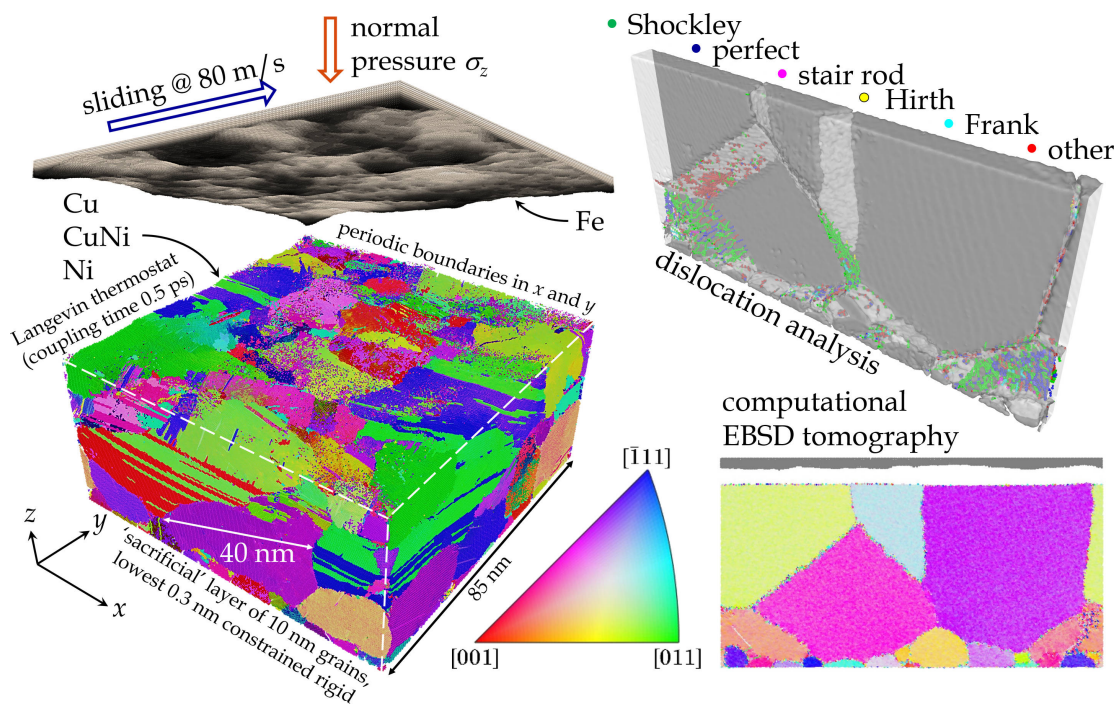 normal
pressure σz
sliding @ 80 m/s
Cu
CuNi
Ni
Fe
periodic boundaries in x and y
Langevin thermostat
(coupling time 0.5 ps)
40 nm
85 nm
z
y
x
‚sacrificial‘ layer of 10 nm grains,
lowest 0.3 nm constrained rigid
Shockley
perfect
stair rod
Hirth
Frank
other
dislocation analysis
computational
EBSD tomography
[1̄11]
[001]
[011]